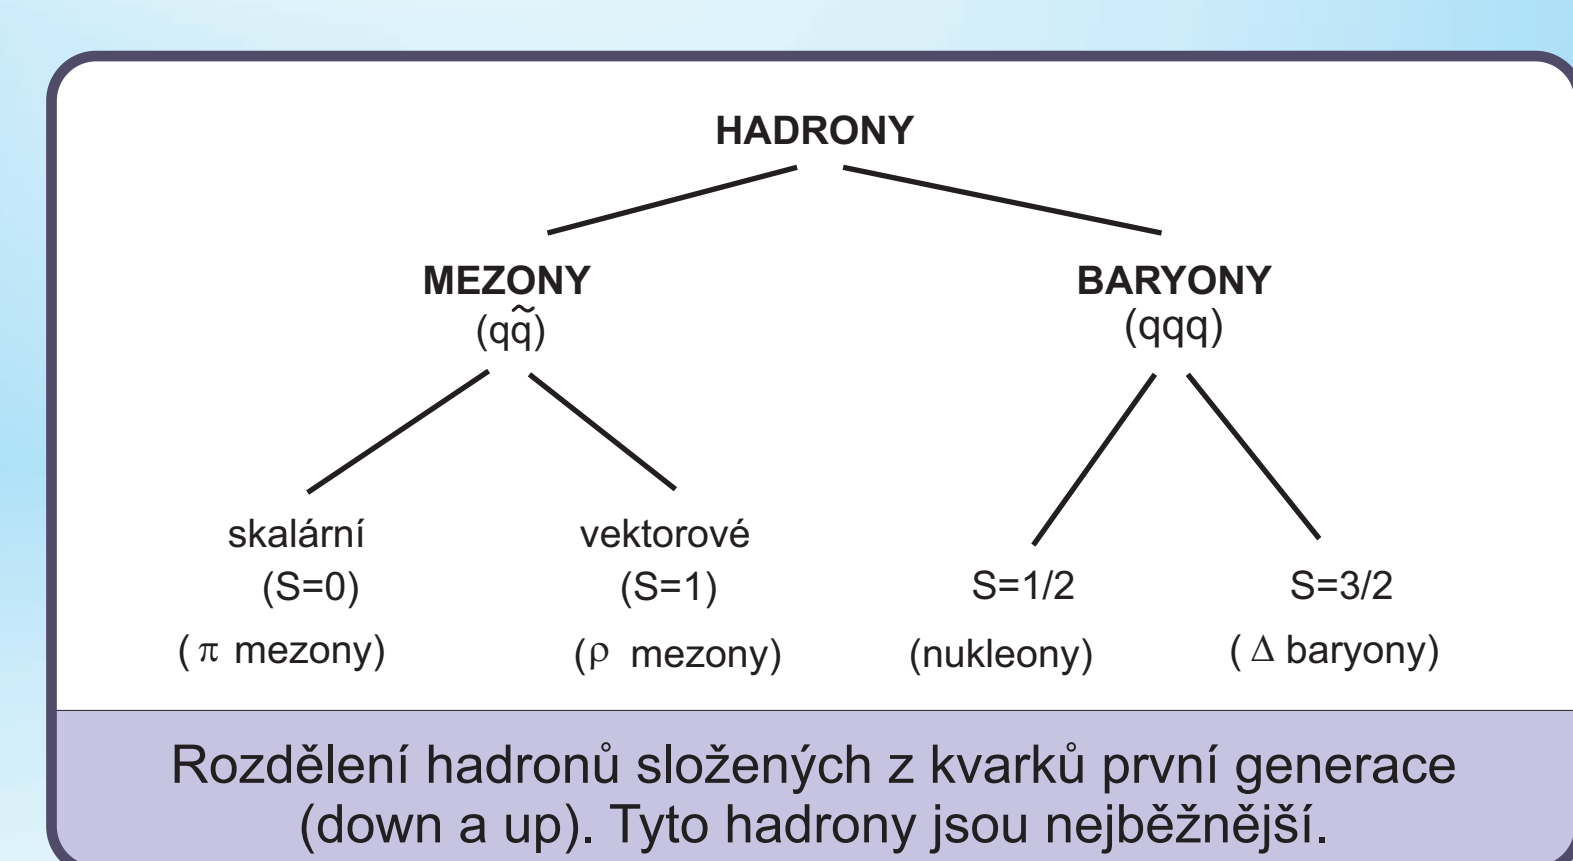 HADRONY
MEZONY
(qq̃)
BARYONY
(qqq)
skalární
(S=0)
(π mezony)
vektorové
(S=1)
(ρ mezony)
S=1/2
(nukleony)
S=3/2
(Δ baryony)
Rozdělení hadronů složených z kvarků první generace
(down a up). Tyto hadrony jsou nejběžnější.